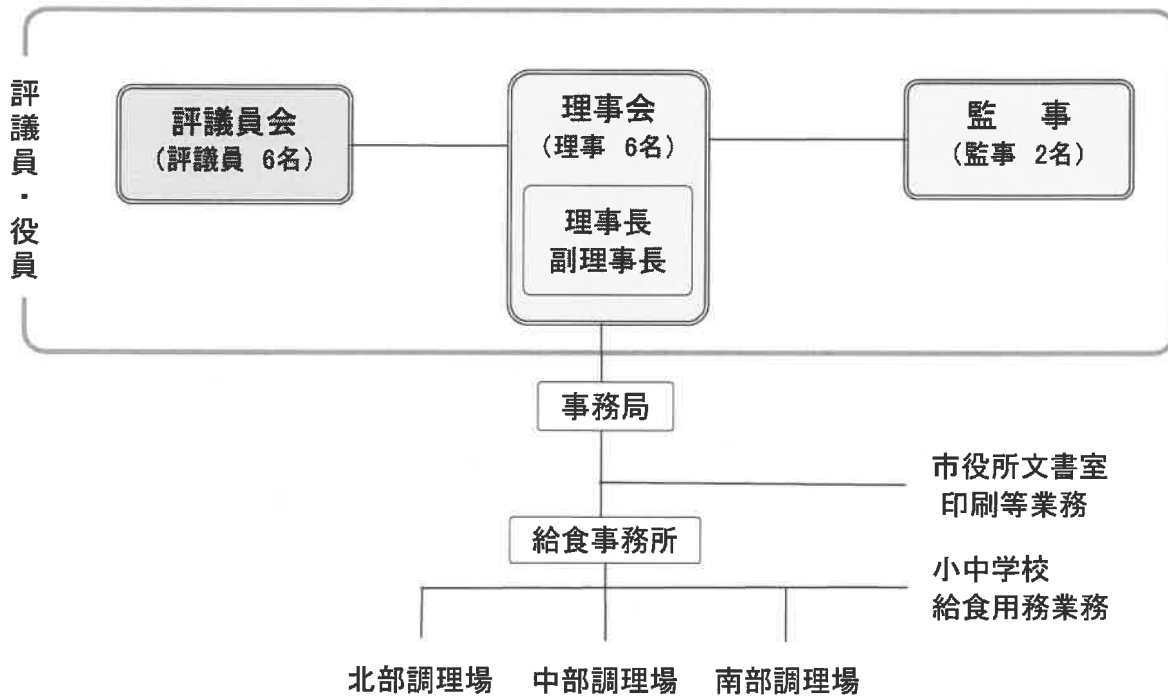 評議員・役員
評議員会
（評議員 6名）
理事会
（理事 6名）
理事長
副理事長
監　事
（監事 2名）
事務局
市役所文書室
印刷等業務
給食事務所
小中学校
給食用務業務
北部調理場
中部調理場
南部調理場